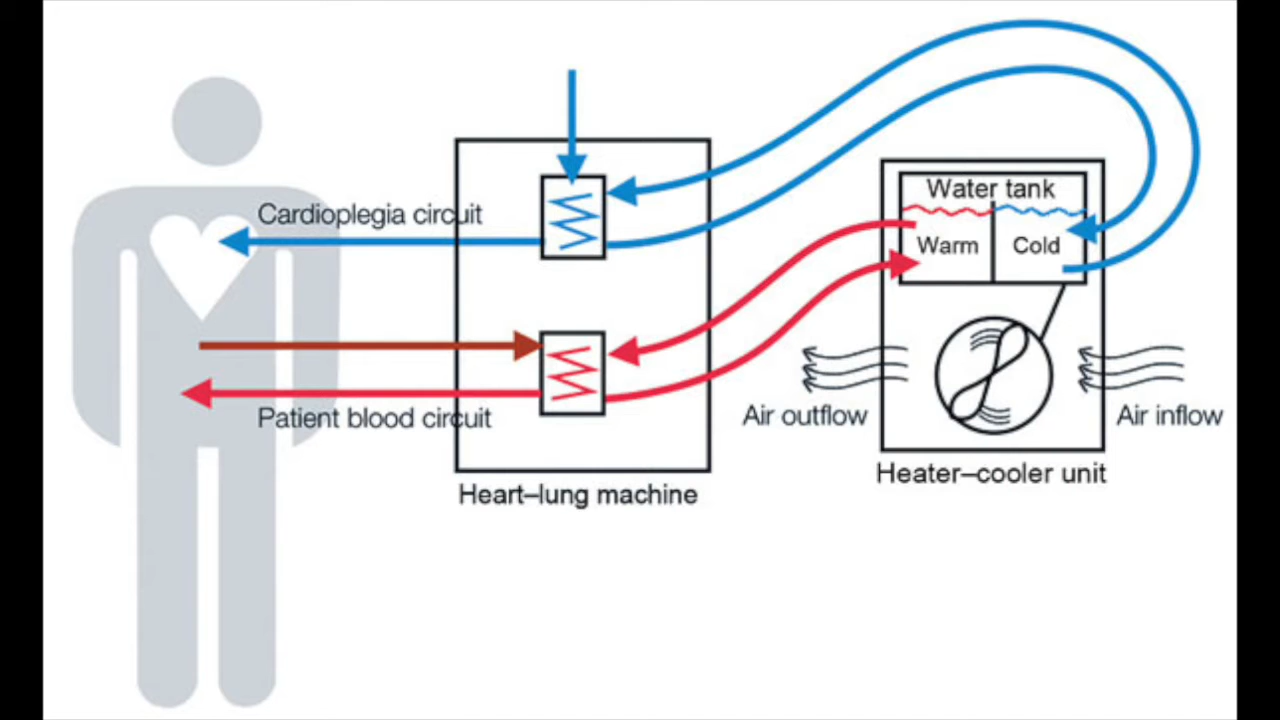 Water tank
Cardioplegia circuit
Warm
Cold
Patient blood circuit
Air outflow
Air inflow
Heater–cooler unit
Heart–lung machine